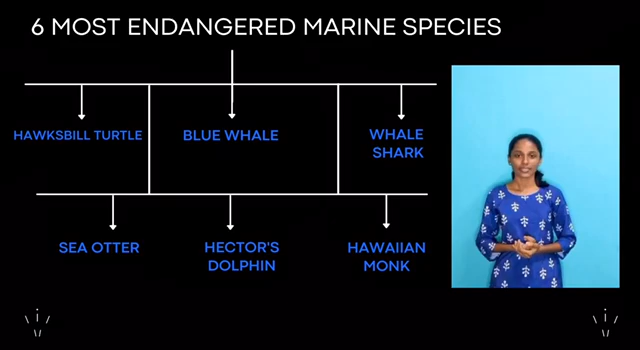 6 MOST ENDANGERED MARINE SPECIES
HAWKSBILL TURTLE
BLUE WHALE
WHALE
SHARK
SEA OTTER
HECTOR'S
DOLPHIN
HAWAIIAN
MONK